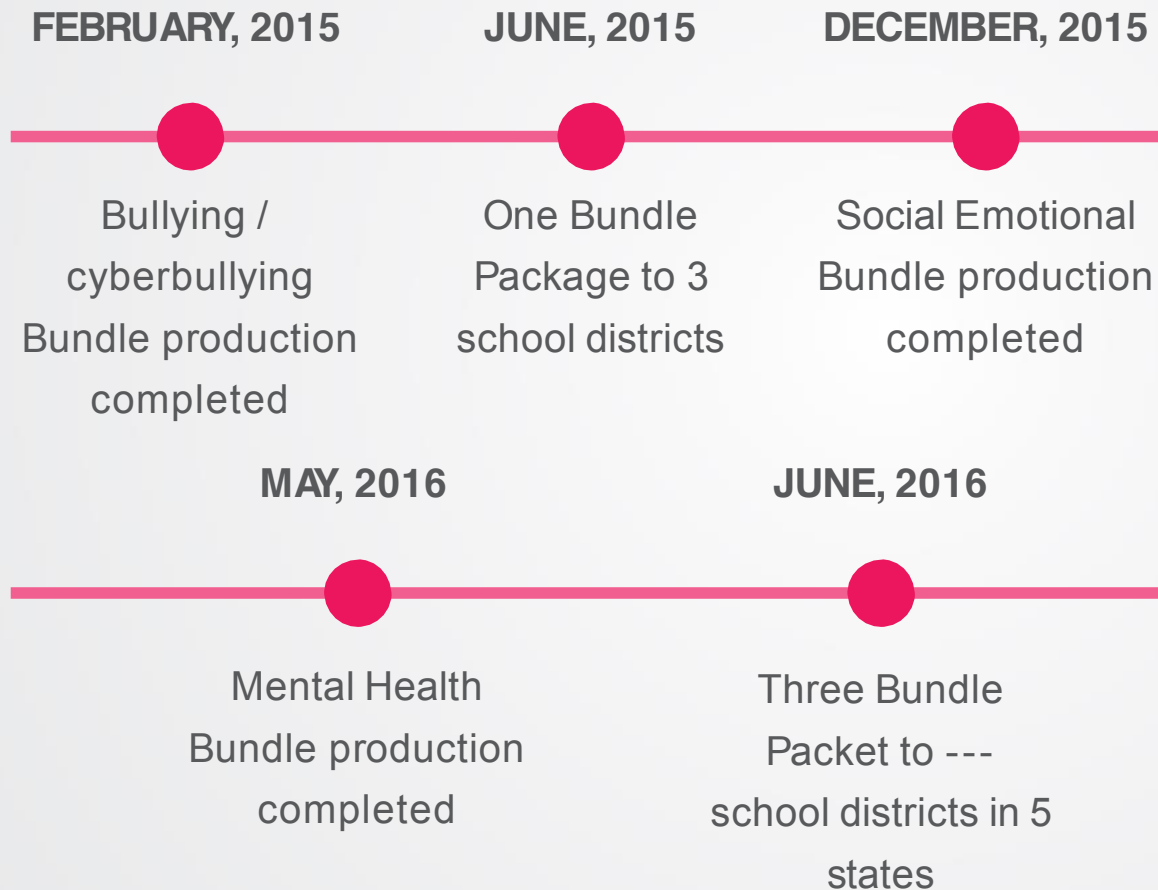 FEBRUARY, 2015
JUNE, 2015
DECEMBER, 2015
Bullying /
cyberbullying
Bundle production
completed
One Bundle
Package to 3
school districts
Social Emotional
Bundle production
completed
MAY, 2016
JUNE, 2016
Mental Health
Bundle production
completed
Three Bundle
Packet to ---
school districts in 5
states